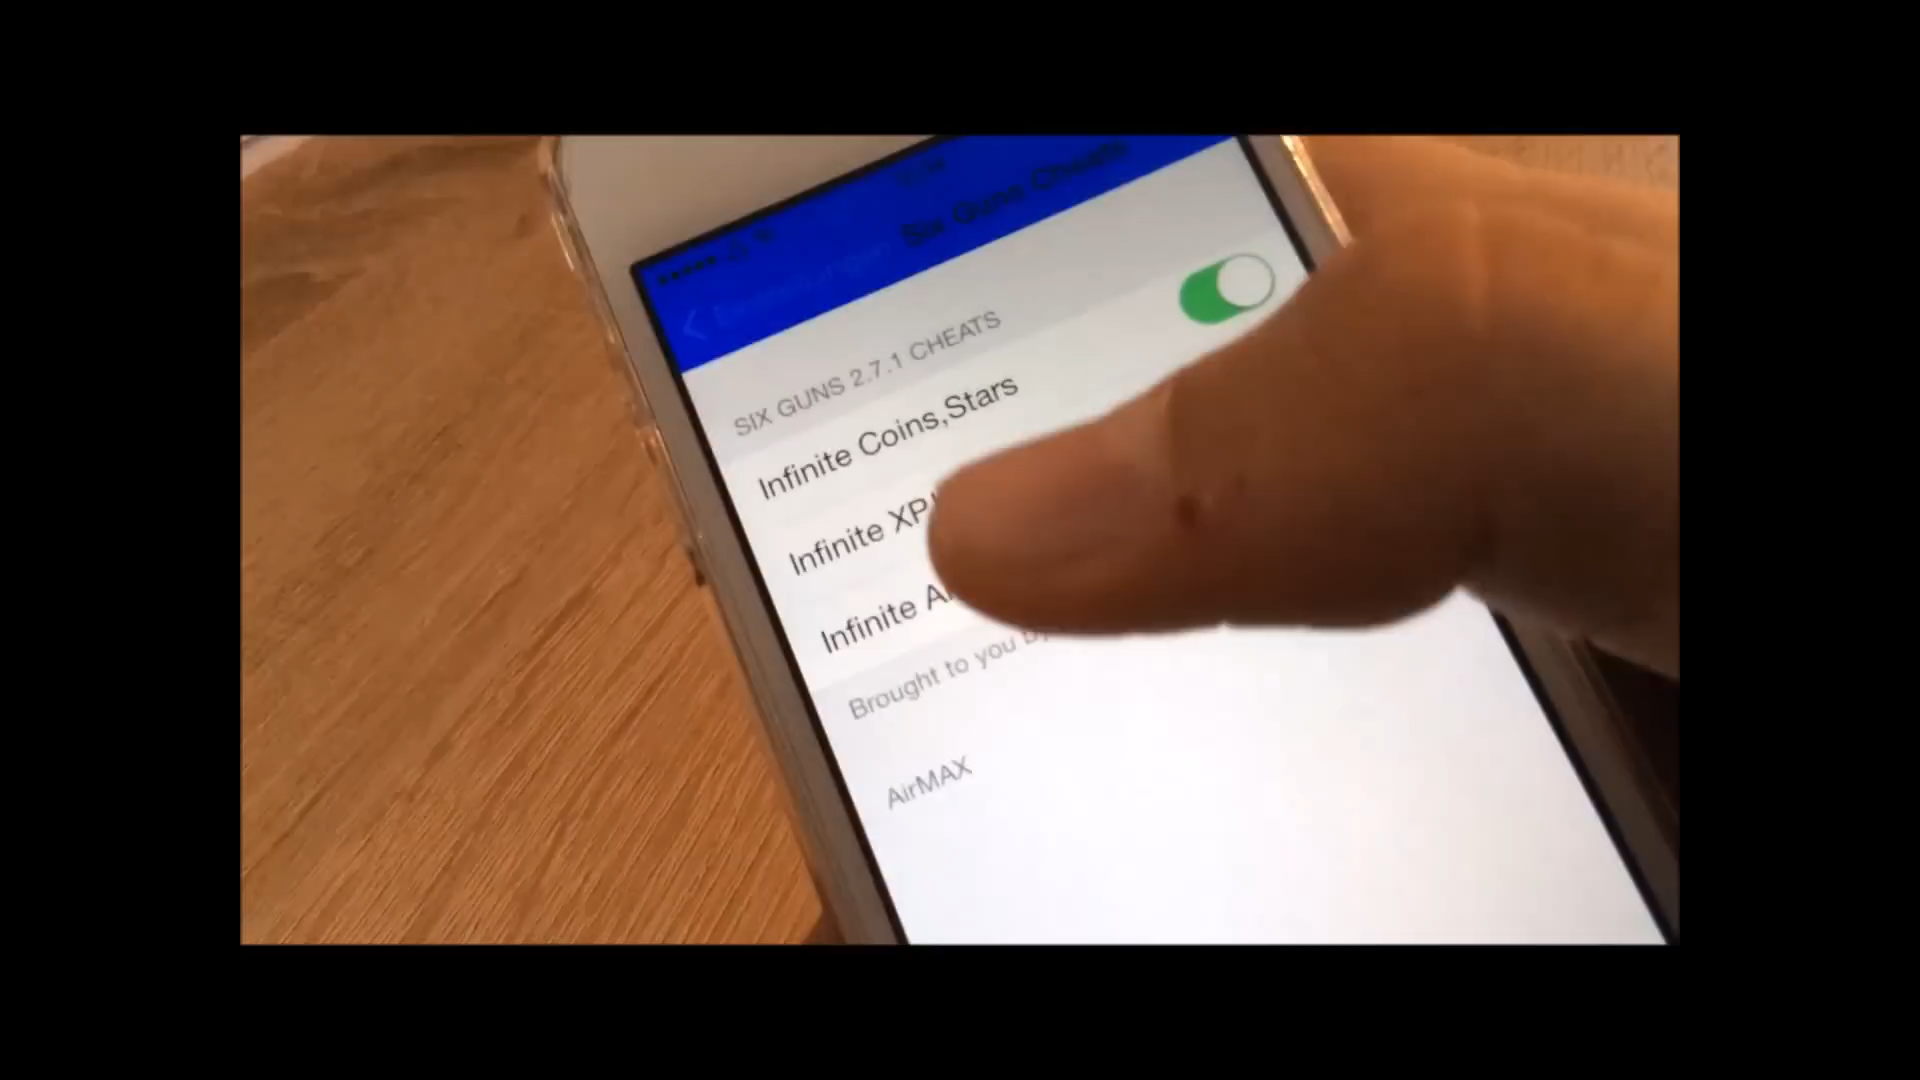 Six Guns Cheats
SIX GUNS 2.7.1 CHEATS
Infinite Coins,Stars
Infinite XP
Infinite
Brought to you by
AirMAX